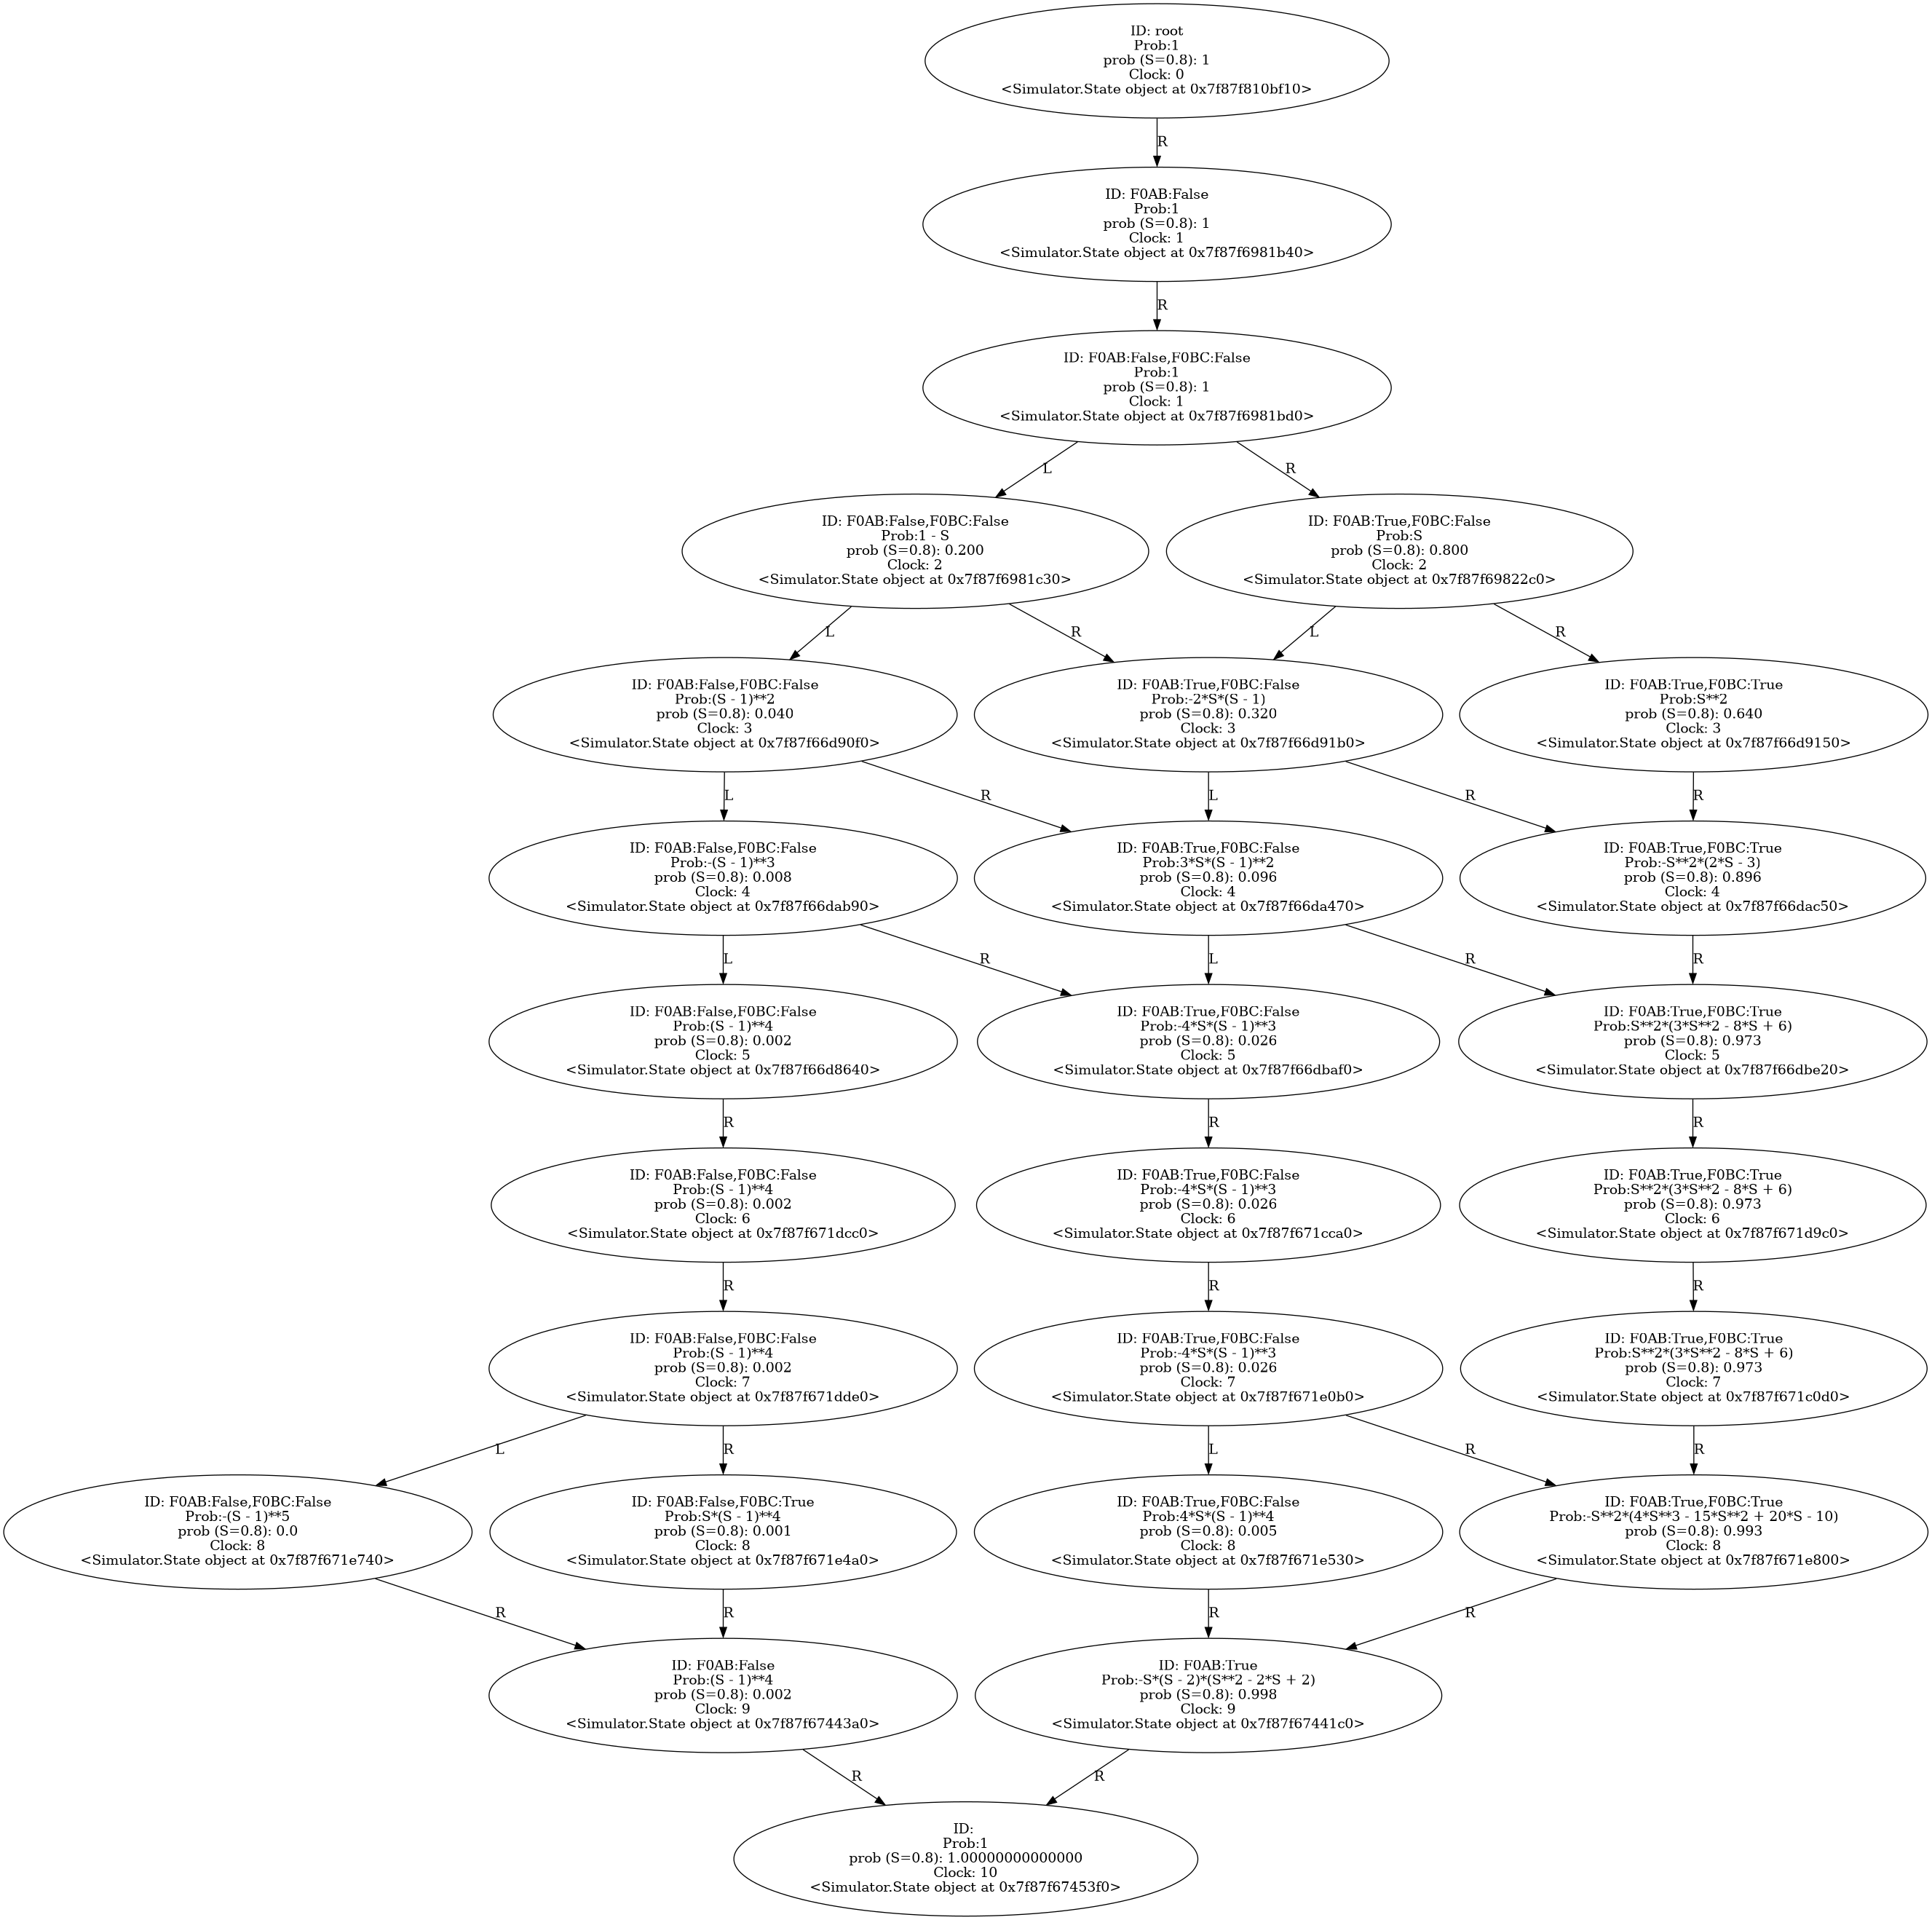 ID: root
Prob:1
prob (S=0.8): 1
Clock: 0
<Simulator.State object at 0x7f87f810bf10>
R
ID: F0AB:False
Prob:1
prob (S=0.8): 1
Clock: 1
<Simulator.State object at 0x7f87f6981b40>
R
ID: F0AB:False,F0BC:False
Prob:1
prob (S=0.8): 1
Clock: 1
<Simulator.State object at 0x7f87f6981bd0>
L
R
ID: F0AB:False,F0BC:False
Prob:1 - S
prob (S=0.8): 0.200
Clock: 2
<Simulator.State object at 0x7f87f6981c30>
ID: F0AB:True,F0BC:False
Prob:S
prob (S=0.8): 0.800
Clock: 2
<Simulator.State object at 0x7f87f69822c0>
L
R
L
R
ID: F0AB:False,F0BC:False
Prob:(S - 1)**2
prob (S=0.8): 0.040
Clock: 3
<Simulator.State object at 0x7f87f66d90f0>
ID: F0AB:True,F0BC:False
Prob:-2*S*(S - 1)
prob (S=0.8): 0.320
Clock: 3
<Simulator.State object at 0x7f87f66d91b0>
ID: F0AB:True,F0BC:True
Prob:S**2
prob (S=0.8): 0.640
Clock: 3
<Simulator.State object at 0x7f87f66d9150>
L
R
L
R
R
ID: F0AB:False,F0BC:False
Prob:-(S - 1)**3
prob (S=0.8): 0.008
Clock: 4
<Simulator.State object at 0x7f87f66dab90>
ID: F0AB:True,F0BC:False
Prob:3*S*(S - 1)**2
prob (S=0.8): 0.096
Clock: 4
<Simulator.State object at 0x7f87f66da470>
ID: F0AB:True,F0BC:True
Prob:-S**2*(2*S - 3)
prob (S=0.8): 0.896
Clock: 4
<Simulator.State object at 0x7f87f66dac50>
L
R
L
R
R
ID: F0AB:False,F0BC:False
Prob:(S - 1)**4
prob (S=0.8): 0.002
Clock: 5
<Simulator.State object at 0x7f87f66d8640>
ID: F0AB:True,F0BC:False
Prob:-4*S*(S - 1)**3
prob (S=0.8): 0.026
Clock: 5
<Simulator.State object at 0x7f87f66dbaf0>
ID: F0AB:True,F0BC:True
Prob:S**2*(3*S**2 - 8*S + 6)
prob (S=0.8): 0.973
Clock: 5
<Simulator.State object at 0x7f87f66dbe20>
R
R
R
ID: F0AB:False,F0BC:False
Prob:(S - 1)**4
prob (S=0.8): 0.002
Clock: 6
<Simulator.State object at 0x7f87f671dcc0>
ID: F0AB:True,F0BC:False
Prob:-4*S*(S - 1)**3
prob (S=0.8): 0.026
Clock: 6
<Simulator.State object at 0x7f87f671cca0>
ID: F0AB:True,F0BC:True
Prob:S**2*(3*S**2 - 8*S + 6)
prob (S=0.8): 0.973
Clock: 6
<Simulator.State object at 0x7f87f671d9c0>
R
R
R
ID: F0AB:False,F0BC:False
Prob:(S - 1)**4
prob (S=0.8): 0.002
Clock: 7
<Simulator.State object at 0x7f87f671dde0>
ID: F0AB:True,F0BC:False
Prob:-4*S*(S - 1)**3
prob (S=0.8): 0.026
Clock: 7
<Simulator.State object at 0x7f87f671e0b0>
ID: F0AB:True,F0BC:True
Prob:S**2*(3*S**2 - 8*S + 6)
prob (S=0.8): 0.973
Clock: 7
<Simulator.State object at 0x7f87f671c0d0>
L
R
L
R
R
ID: F0AB:False,F0BC:False
Prob:-(S - 1)**5
prob (S=0.8): 0.0
Clock: 8
<Simulator.State object at 0x7f87f671e740>
ID: F0AB:False,F0BC:True
Prob:S*(S - 1)**4
prob (S=0.8): 0.001
Clock: 8
<Simulator.State object at 0x7f87f671e4a0>
ID: F0AB:True,F0BC:False
Prob:4*S*(S - 1)**4
prob (S=0.8): 0.005
Clock: 8
<Simulator.State object at 0x7f87f671e530>
ID: F0AB:True,F0BC:True
Prob:-S**2*(4*S**3 - 15*S**2 + 20*S - 10)
prob (S=0.8): 0.993
Clock: 8
<Simulator.State object at 0x7f87f671e800>
R
R
R
R
ID: F0AB:False
Prob:(S - 1)**4
prob (S=0.8): 0.002
Clock: 9
<Simulator.State object at 0x7f87f67443a0>
ID: F0AB:True
Prob:-S*(S - 2)*(S**2 - 2*S + 2)
prob (S=0.8): 0.998
Clock: 9
<Simulator.State object at 0x7f87f67441c0>
R
R
ID:
Prob:1
prob (S=0.8): 1.00000000000000
Clock: 10
<Simulator.State object at 0x7f87f67453f0>